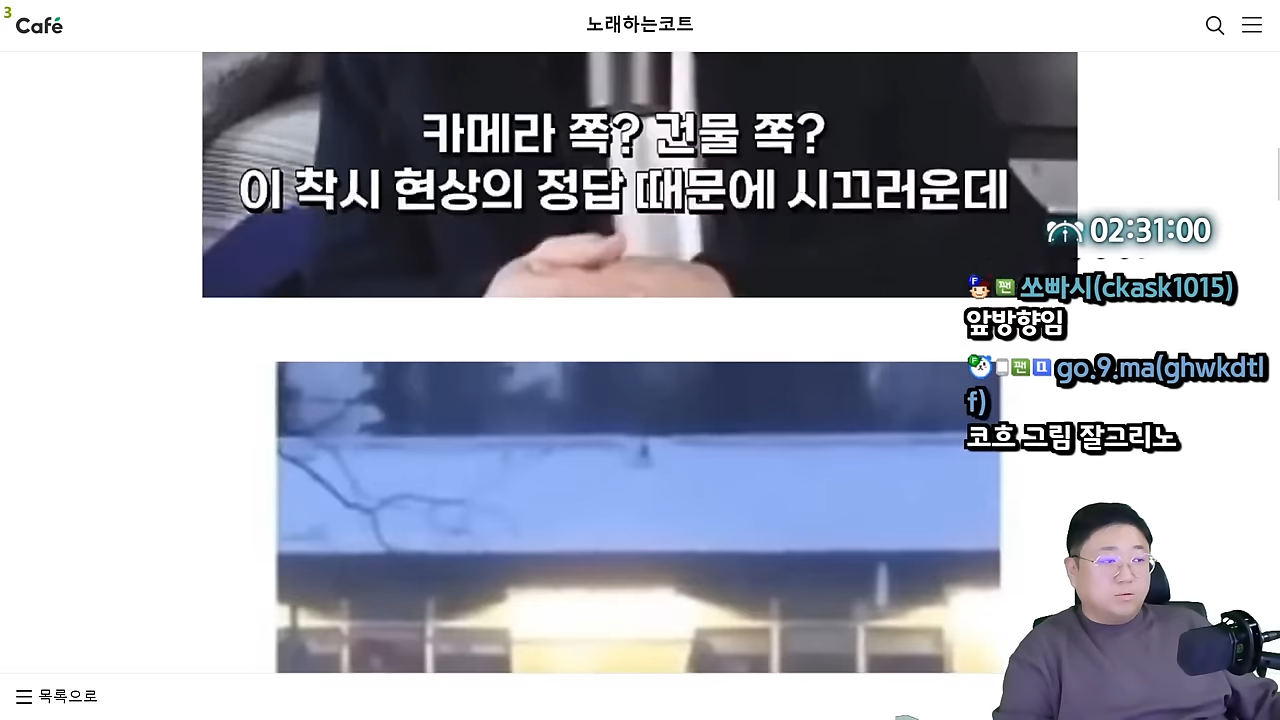 3
Café
노래하는코트
카메라 쪽? 건물 쪽?
이 착시 현상의 정답 때문에 시끄러운데
02:31:00
F 팬 쏘빠시(ckask1015)
앞방향임
F 팬 go.9.ma(ghwkdtl
f)
코흐 그림 잘그리노
목록으로